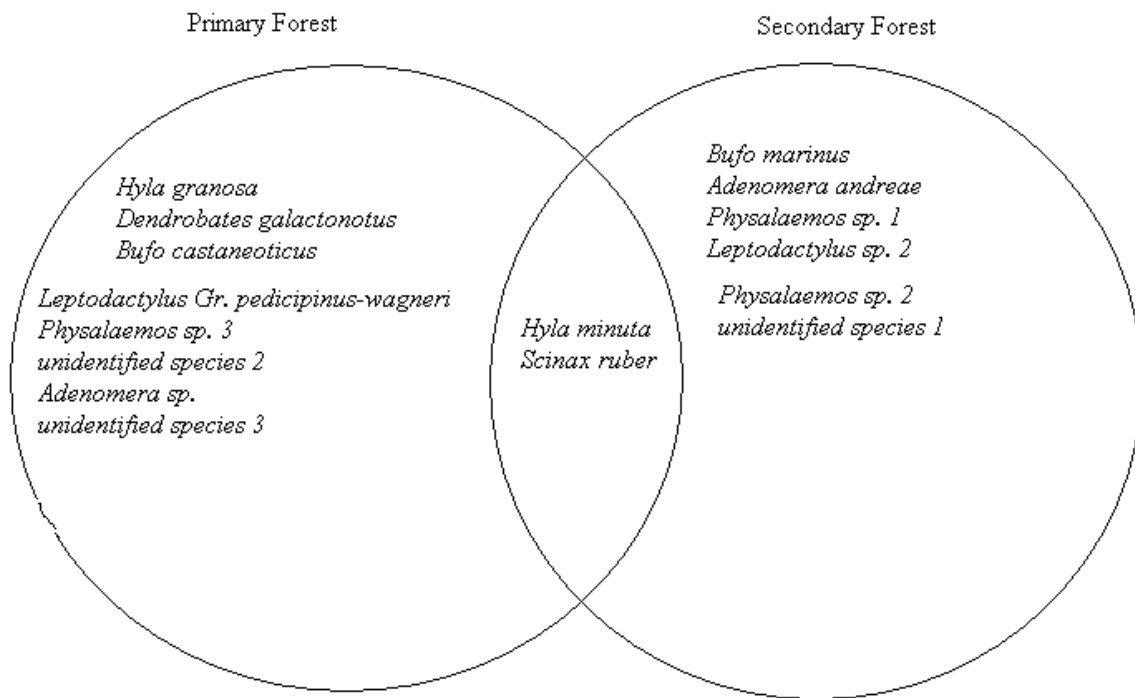 Primary Forest
Secondary Forest
Hyla granosa
Dendrobates galactonotus
Bufo castaneoticus
Leptodactylus Gr. pedicipinus-wagneri
Physalaemos sp. 3
unidentified species 2
Adenomera sp.
unidentified species 3
Hyla minuta
Scinax ruber
Bufo marinus
Adenomera andreae
Physalaemos sp. 1
Leptodactylus sp. 2
Physalaemos sp. 2
unidentified species 1